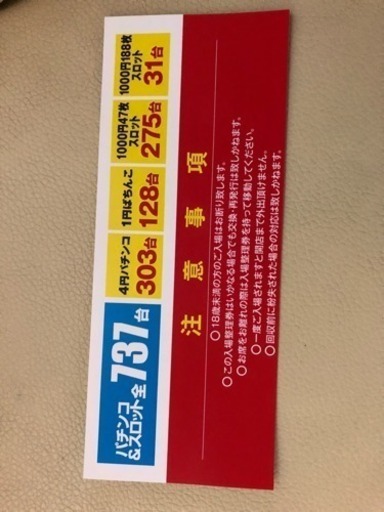 パチンコ
&スロット全737台
4円パチンコ
303台
1円ぱちんこ
128台
1000円47枚
スロット
275台
1000円188枚
スロット
31台
注意事項
○18歳未満の方のご入場はお断り致します。
○この入場整理券はいかなる場合でも交換・再発行は致しかねます。
○お席をお離れの際は入場整理券を持って移動してください。
○一度ご入場されますと開店まで外出頂けません。
○回収前に紛失された場合の対応は致しかねます。